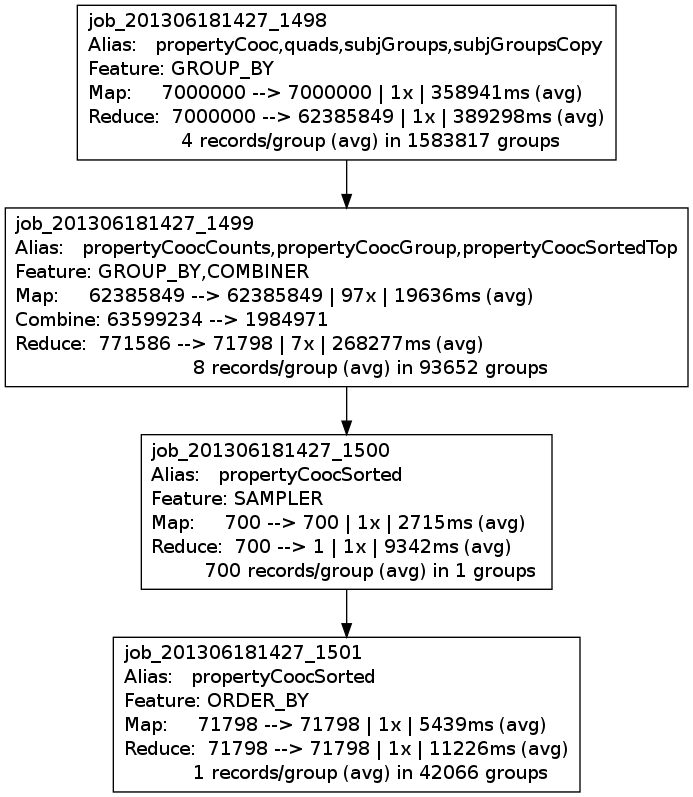 job_201306181427_1498
Alias: propertyCooc,quads,subjGroups,subjGroupsCopy
Feature: GROUP_BY
Map: 7000000 --> 7000000 | 1x | 358941ms (avg)
Reduce: 7000000 --> 62385849 | 1x | 389298ms (avg)
4 records/group (avg) in 1583817 groups
job_201306181427_1499
Alias: propertyCoocCounts,propertyCoocGroup,propertyCoocSortedTop
Feature: GROUP_BY,COMBINER
Map: 62385849 --> 62385849 | 97x | 19636ms (avg)
Combine: 63599234 --> 1984971
Reduce: 771586 --> 71798 | 7x | 268277ms (avg)
8 records/group (avg) in 93652 groups
job_201306181427_1500
Alias: propertyCoocSorted
Feature: SAMPLER
Map: 700 --> 700 | 1x | 2715ms (avg)
Reduce: 700 --> 1 | 1x | 9342ms (avg)
700 records/group (avg) in 1 groups
job_201306181427_1501
Alias: propertyCoocSorted
Feature: ORDER_BY
Map: 71798 --> 71798 | 1x | 5439ms (avg)
Reduce: 71798 --> 71798 | 1x | 11226ms (avg)
1 records/group (avg) in 42066 groups